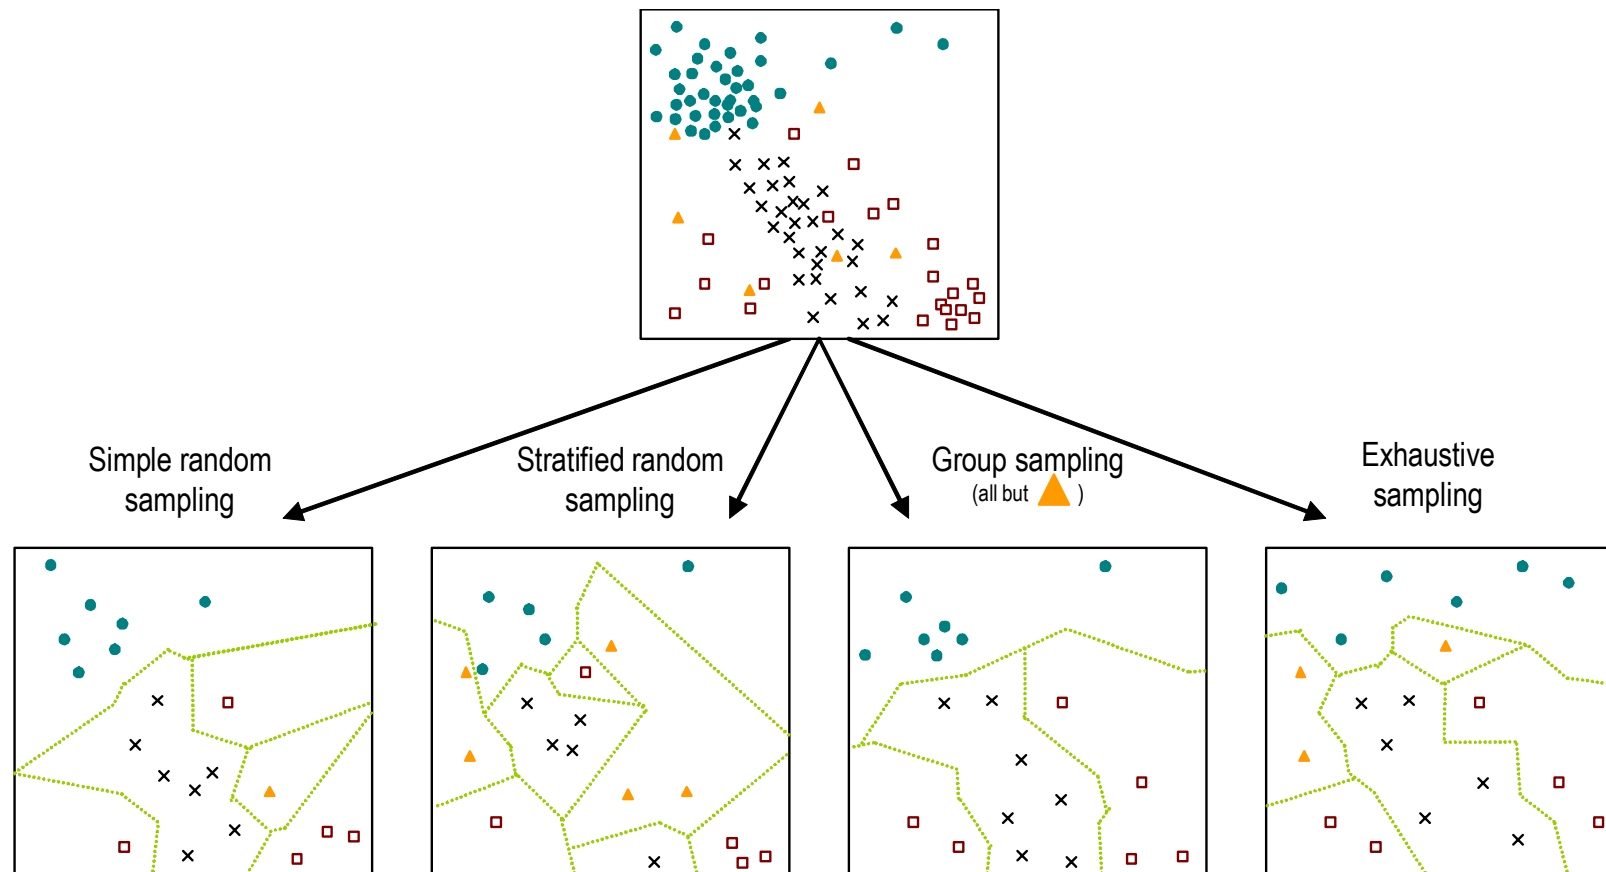 Simple random
sampling
Stratified random
sampling
Group sampling
(all but )
Exhaustive
sampling